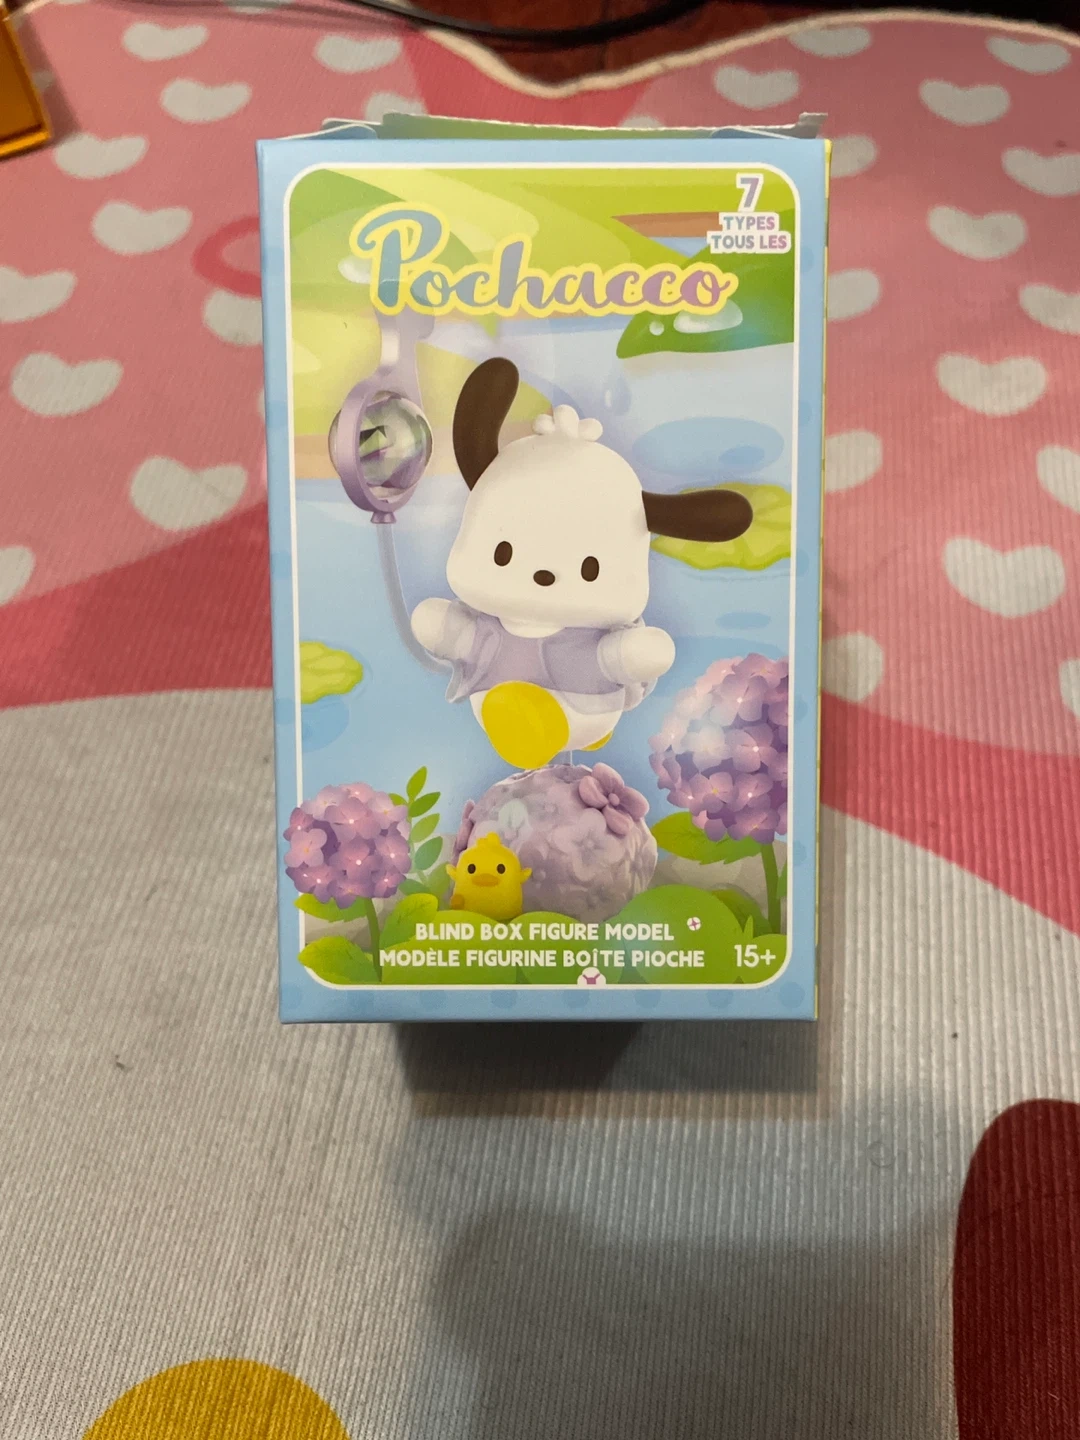 Pochacco
7
TYPES
TOUS LES
BLIND BOX FIGURE MODEL
MODÈLE FIGURINE BOÎTE PIOCHE
15+